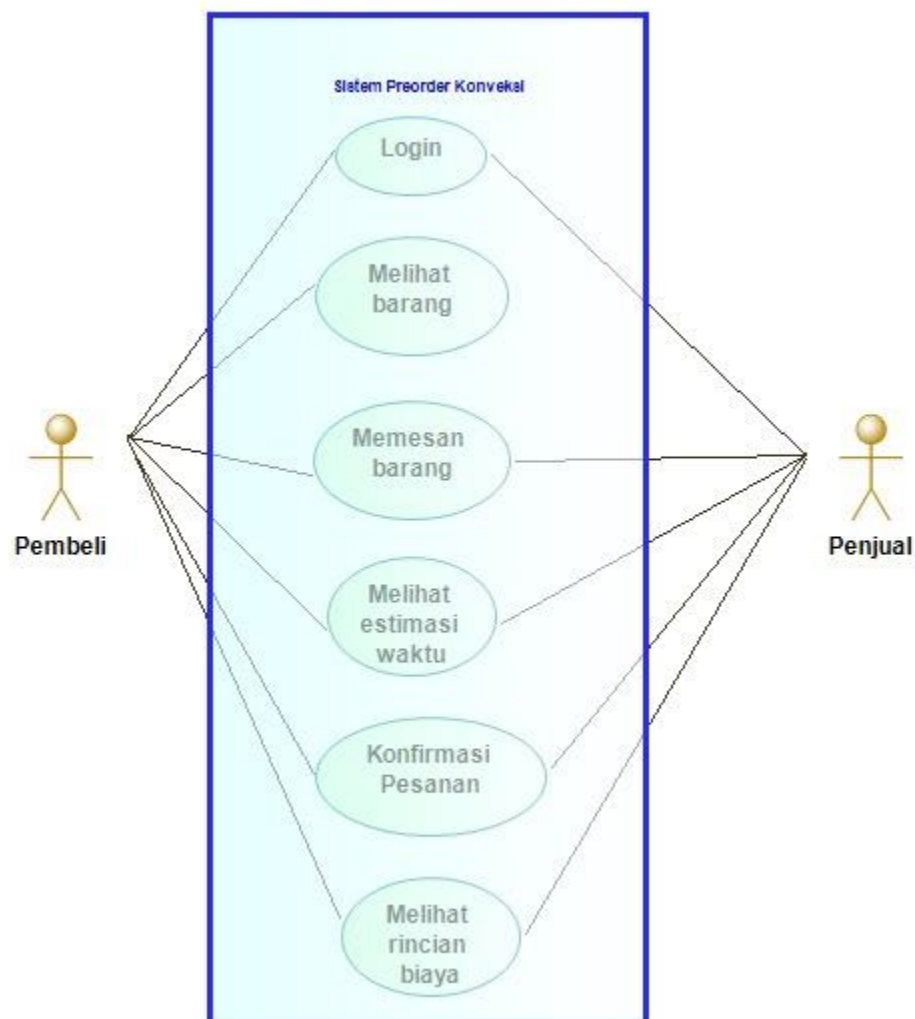 Sistem Preorder Konveksi
Login
Melihat
barang
Memesan
barang
Pembeli
Penjual
Melihat
estimasi
waktu
Konfirmasi
Pesanan
Melihat
rincian
biaya